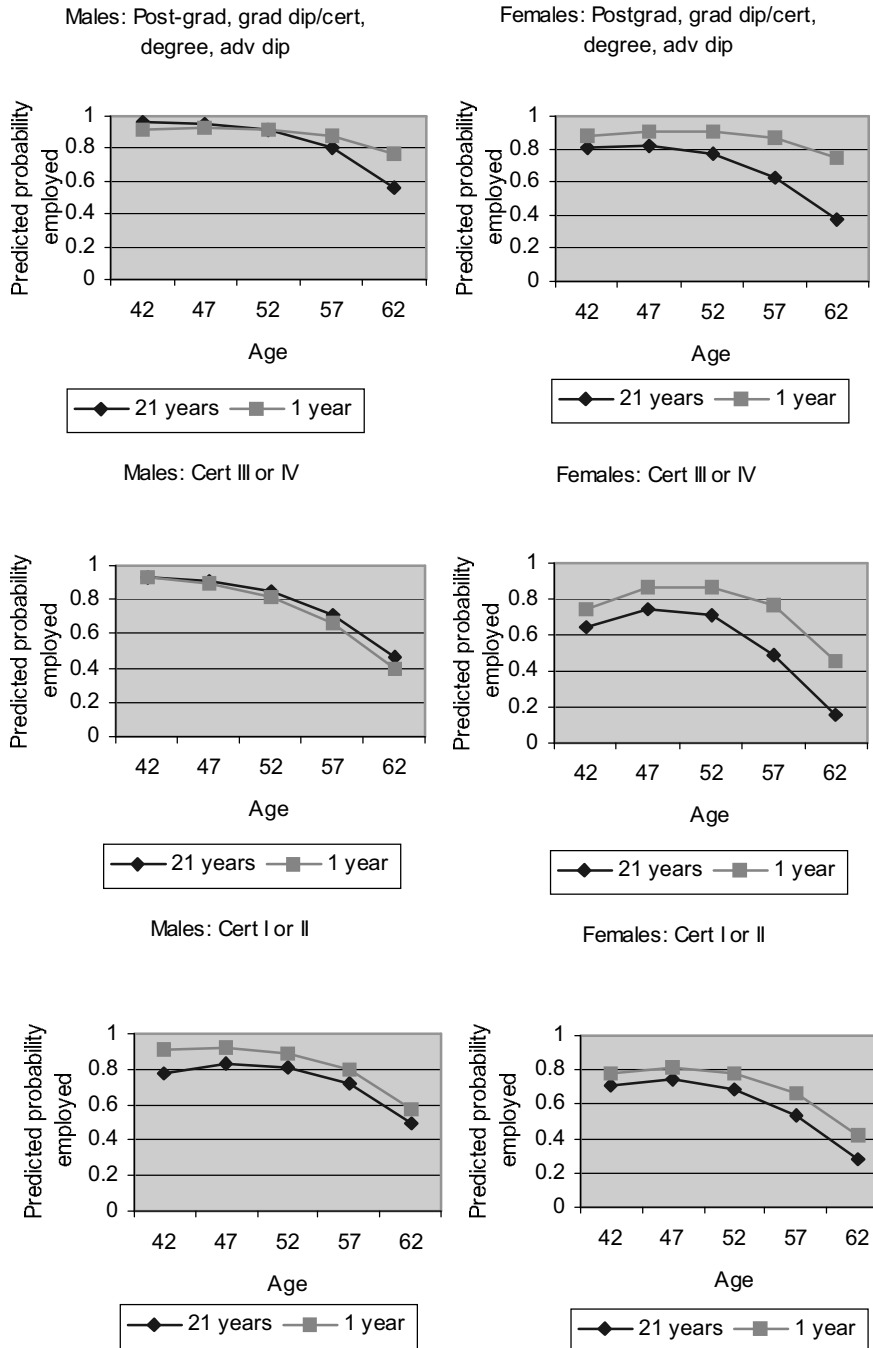 Males: Post-grad, grad dip/cert,
degree, adv dip
Predicted probability
employed
1
0.8
0.6
0.4
0.2
0
42 47 52 57 62
Age
21 years 1 year
Females: Postgrad, grad dip/cert,
degree, adv dip
Predicted probability
employed
1
0.8
0.6
0.4
0.2
0
42 47 52 57 62
Age
21 years 1 year
Males: Cert III or IV
Predicted probability
employed
1
0.8
0.6
0.4
0.2
0
42 47 52 57 62
Age
21 years 1 year
Females: Cert III or IV
Predicted probability
employed
1
0.8
0.6
0.4
0.2
0
42 47 52 57 62
Age
21 years 1 year
Males: Cert I or II
Predicted probability
employed
1
0.8
0.6
0.4
0.2
0
42 47 52 57 62
Age
21 years 1 year
Females: Cert I or II
Predicted probability
employed
1
0.8
0.6
0.4
0.2
0
42 47 52 57 62
Age
21 years 1 year